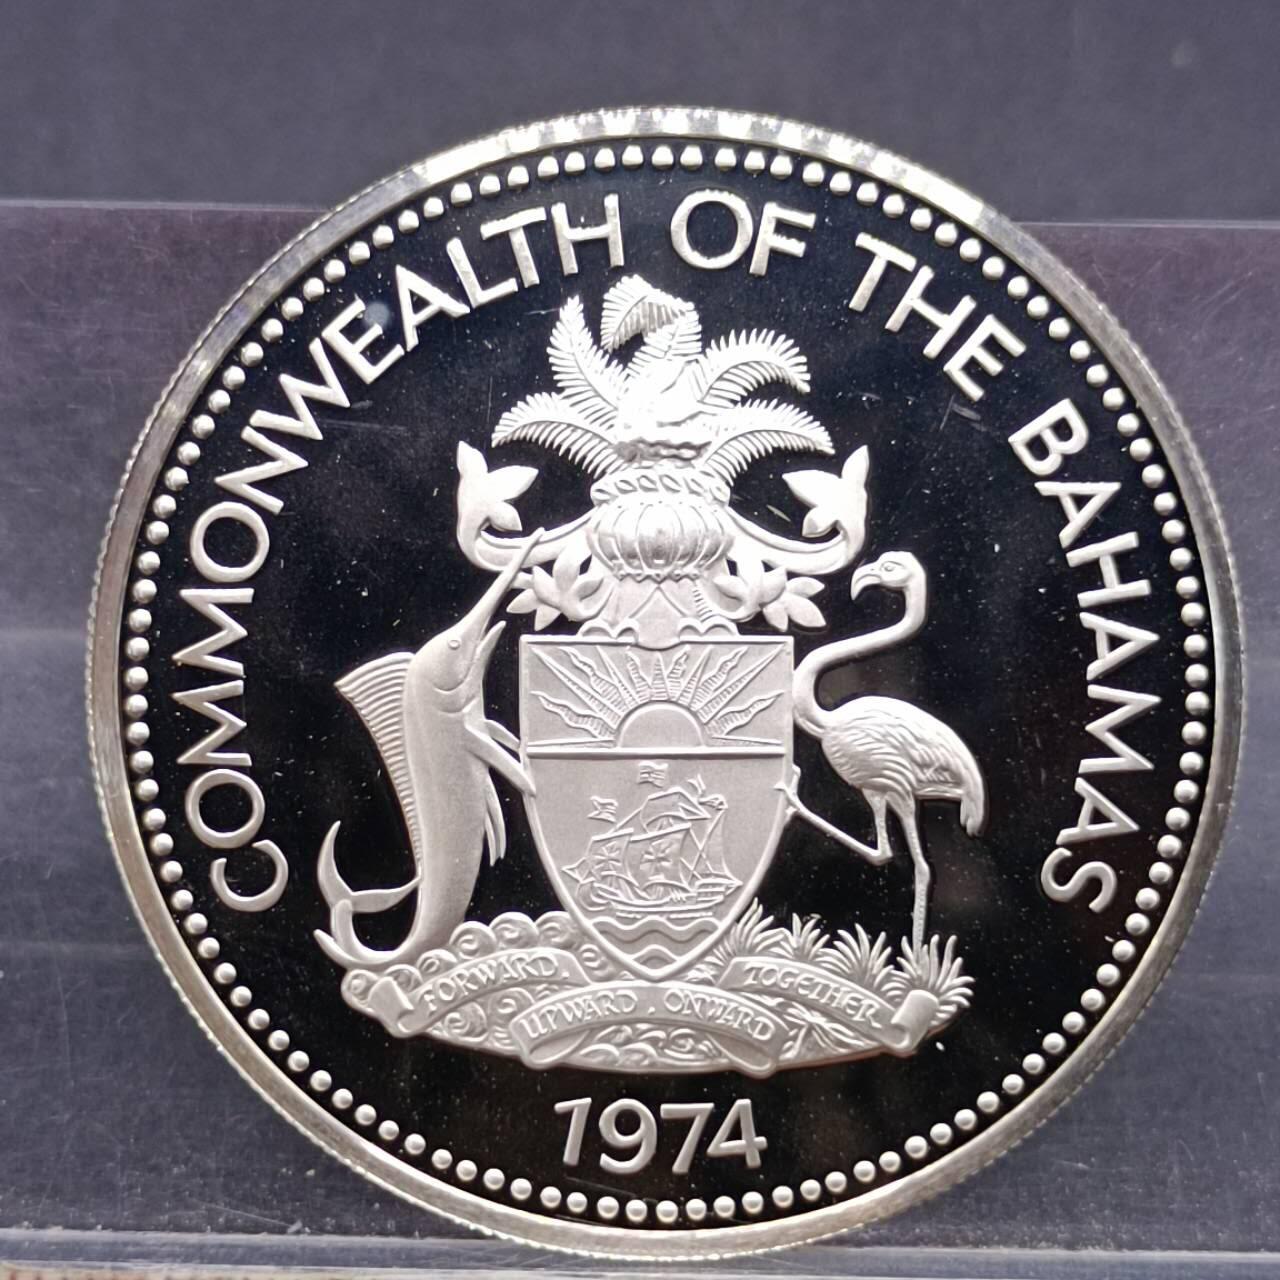 COMMONWEALTH OF THE BAHAMAS
FORWARD, UPWARD, ONWARD TOGETHER
1974